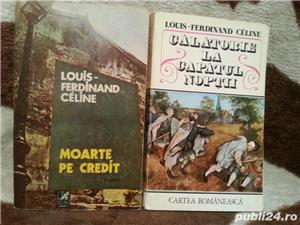 LOUIS-
FERDINAND
CÉLINE
MOARTE
PE CREDIT
LOUIS-FERDINAND CÉLINE
CĂLĂTORIE
LA
CAPĂTUL
NOPȚII
CARTEA ROMÂNEASCĂ
publi24.ro